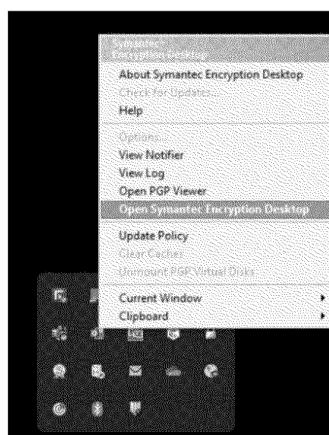 Symantec
Encryption Desktop
About Symantec Encryption Desktop
Check for Updates...
Help
Options...
View Notifier
View Log
Open PGP Viewer
Open Symantec Encryption Desktop
Update Policy
Clear Caches
Unmount PGP Virtual Disks
Current Window
Clipboard